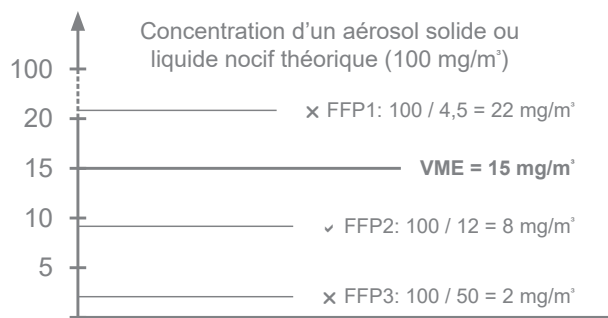 Concentration d’un aérosol solide ou
liquide nocif théorique (100 mg/m³)
100
× FFP1: 100 / 4,5 = 22 mg/m³
20
15
VME = 15 mg/m³
10
✓ FFP2: 100 / 12 = 8 mg/m³
5
× FFP3: 100 / 50 = 2 mg/m³